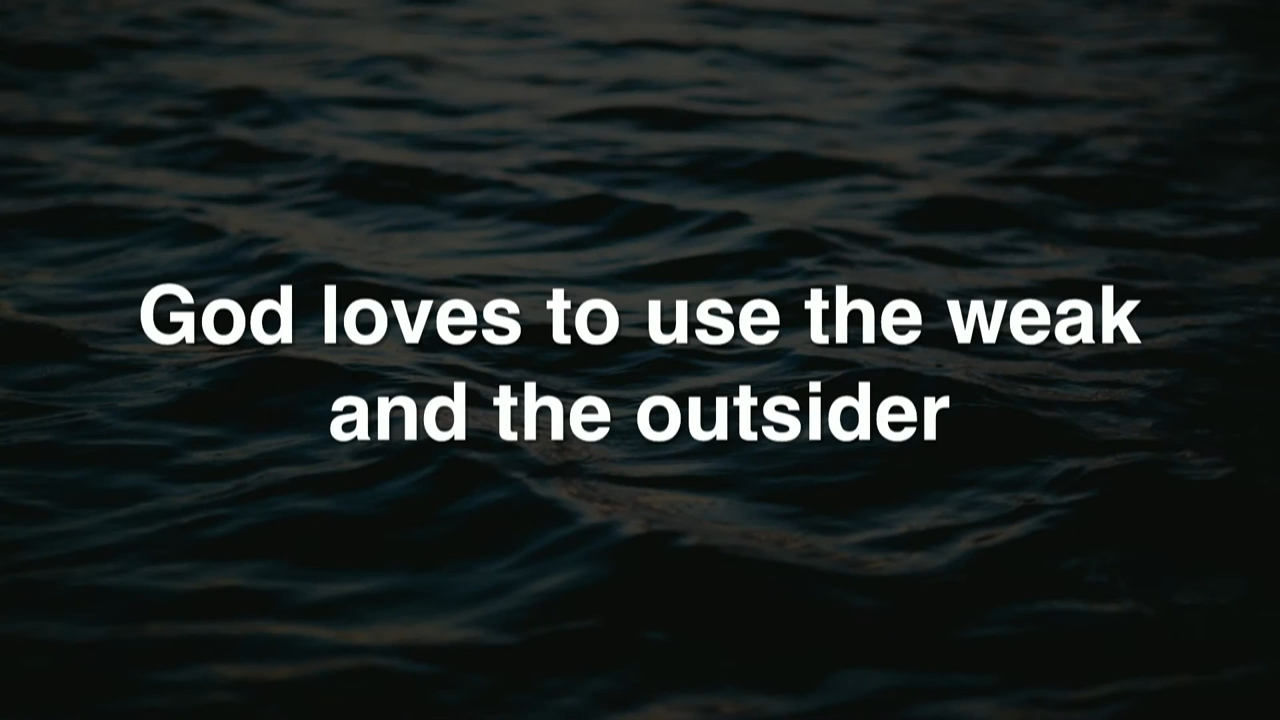 God loves to use the weak
and the outsider